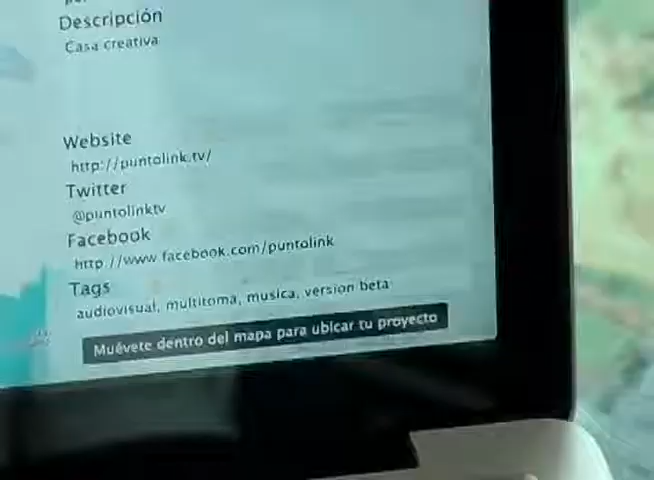 Descripción
Casa creativa
Website
http://puntolink.tv/
Twitter
@puntolinktv
Facebook
http://www.facebook.com/puntolink
Tags
audiovisual, multitoma, musica, version beta
Muévete dentro del mapa para ubicar tu proyecto